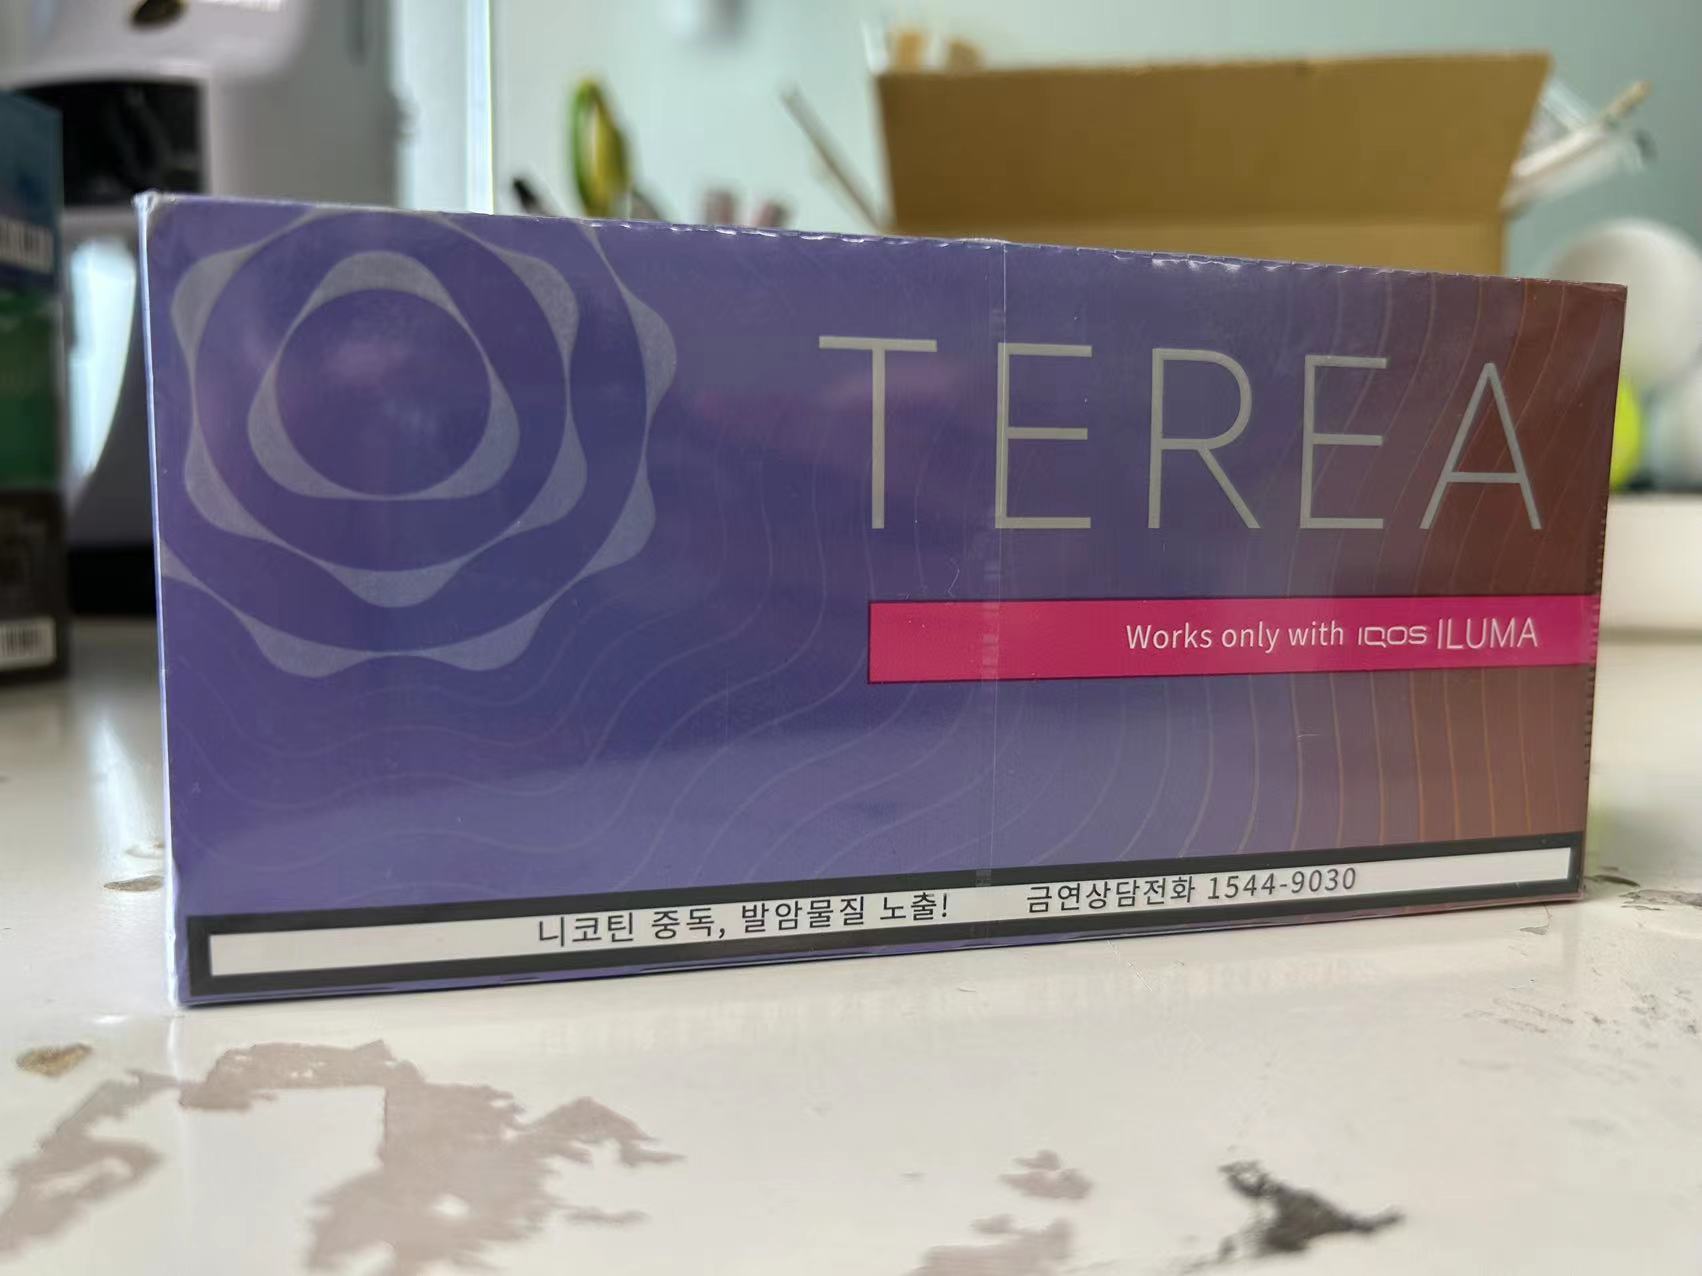 TEREA
Works only with IQOS ILUMA
니코틴 중독, 발암물질 노출! 금연상담전화 1544-9030